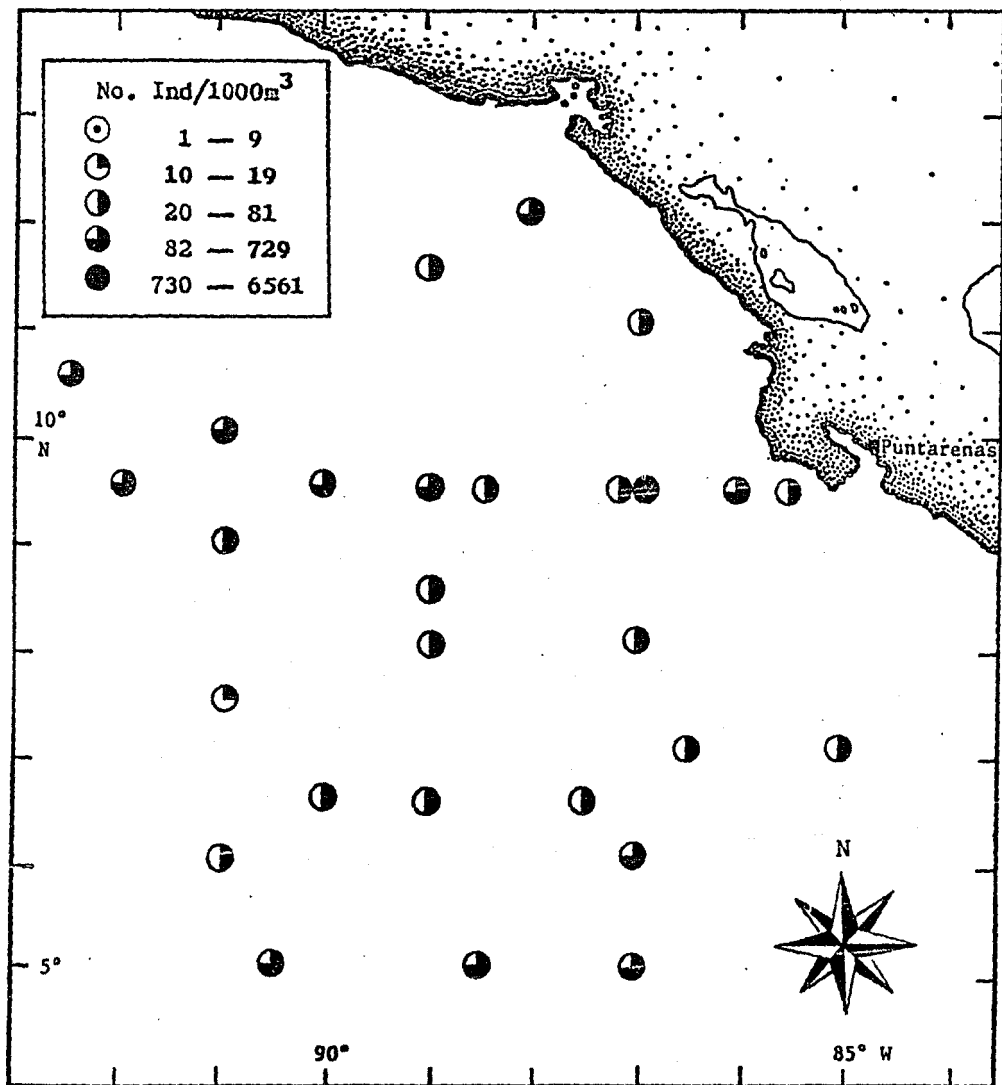 No. Ind/1000m³
1 — 9
10 — 19
20 — 81
82 — 729
730 — 6561
10°
N
Puntarenas
N
5°
90°
85° W